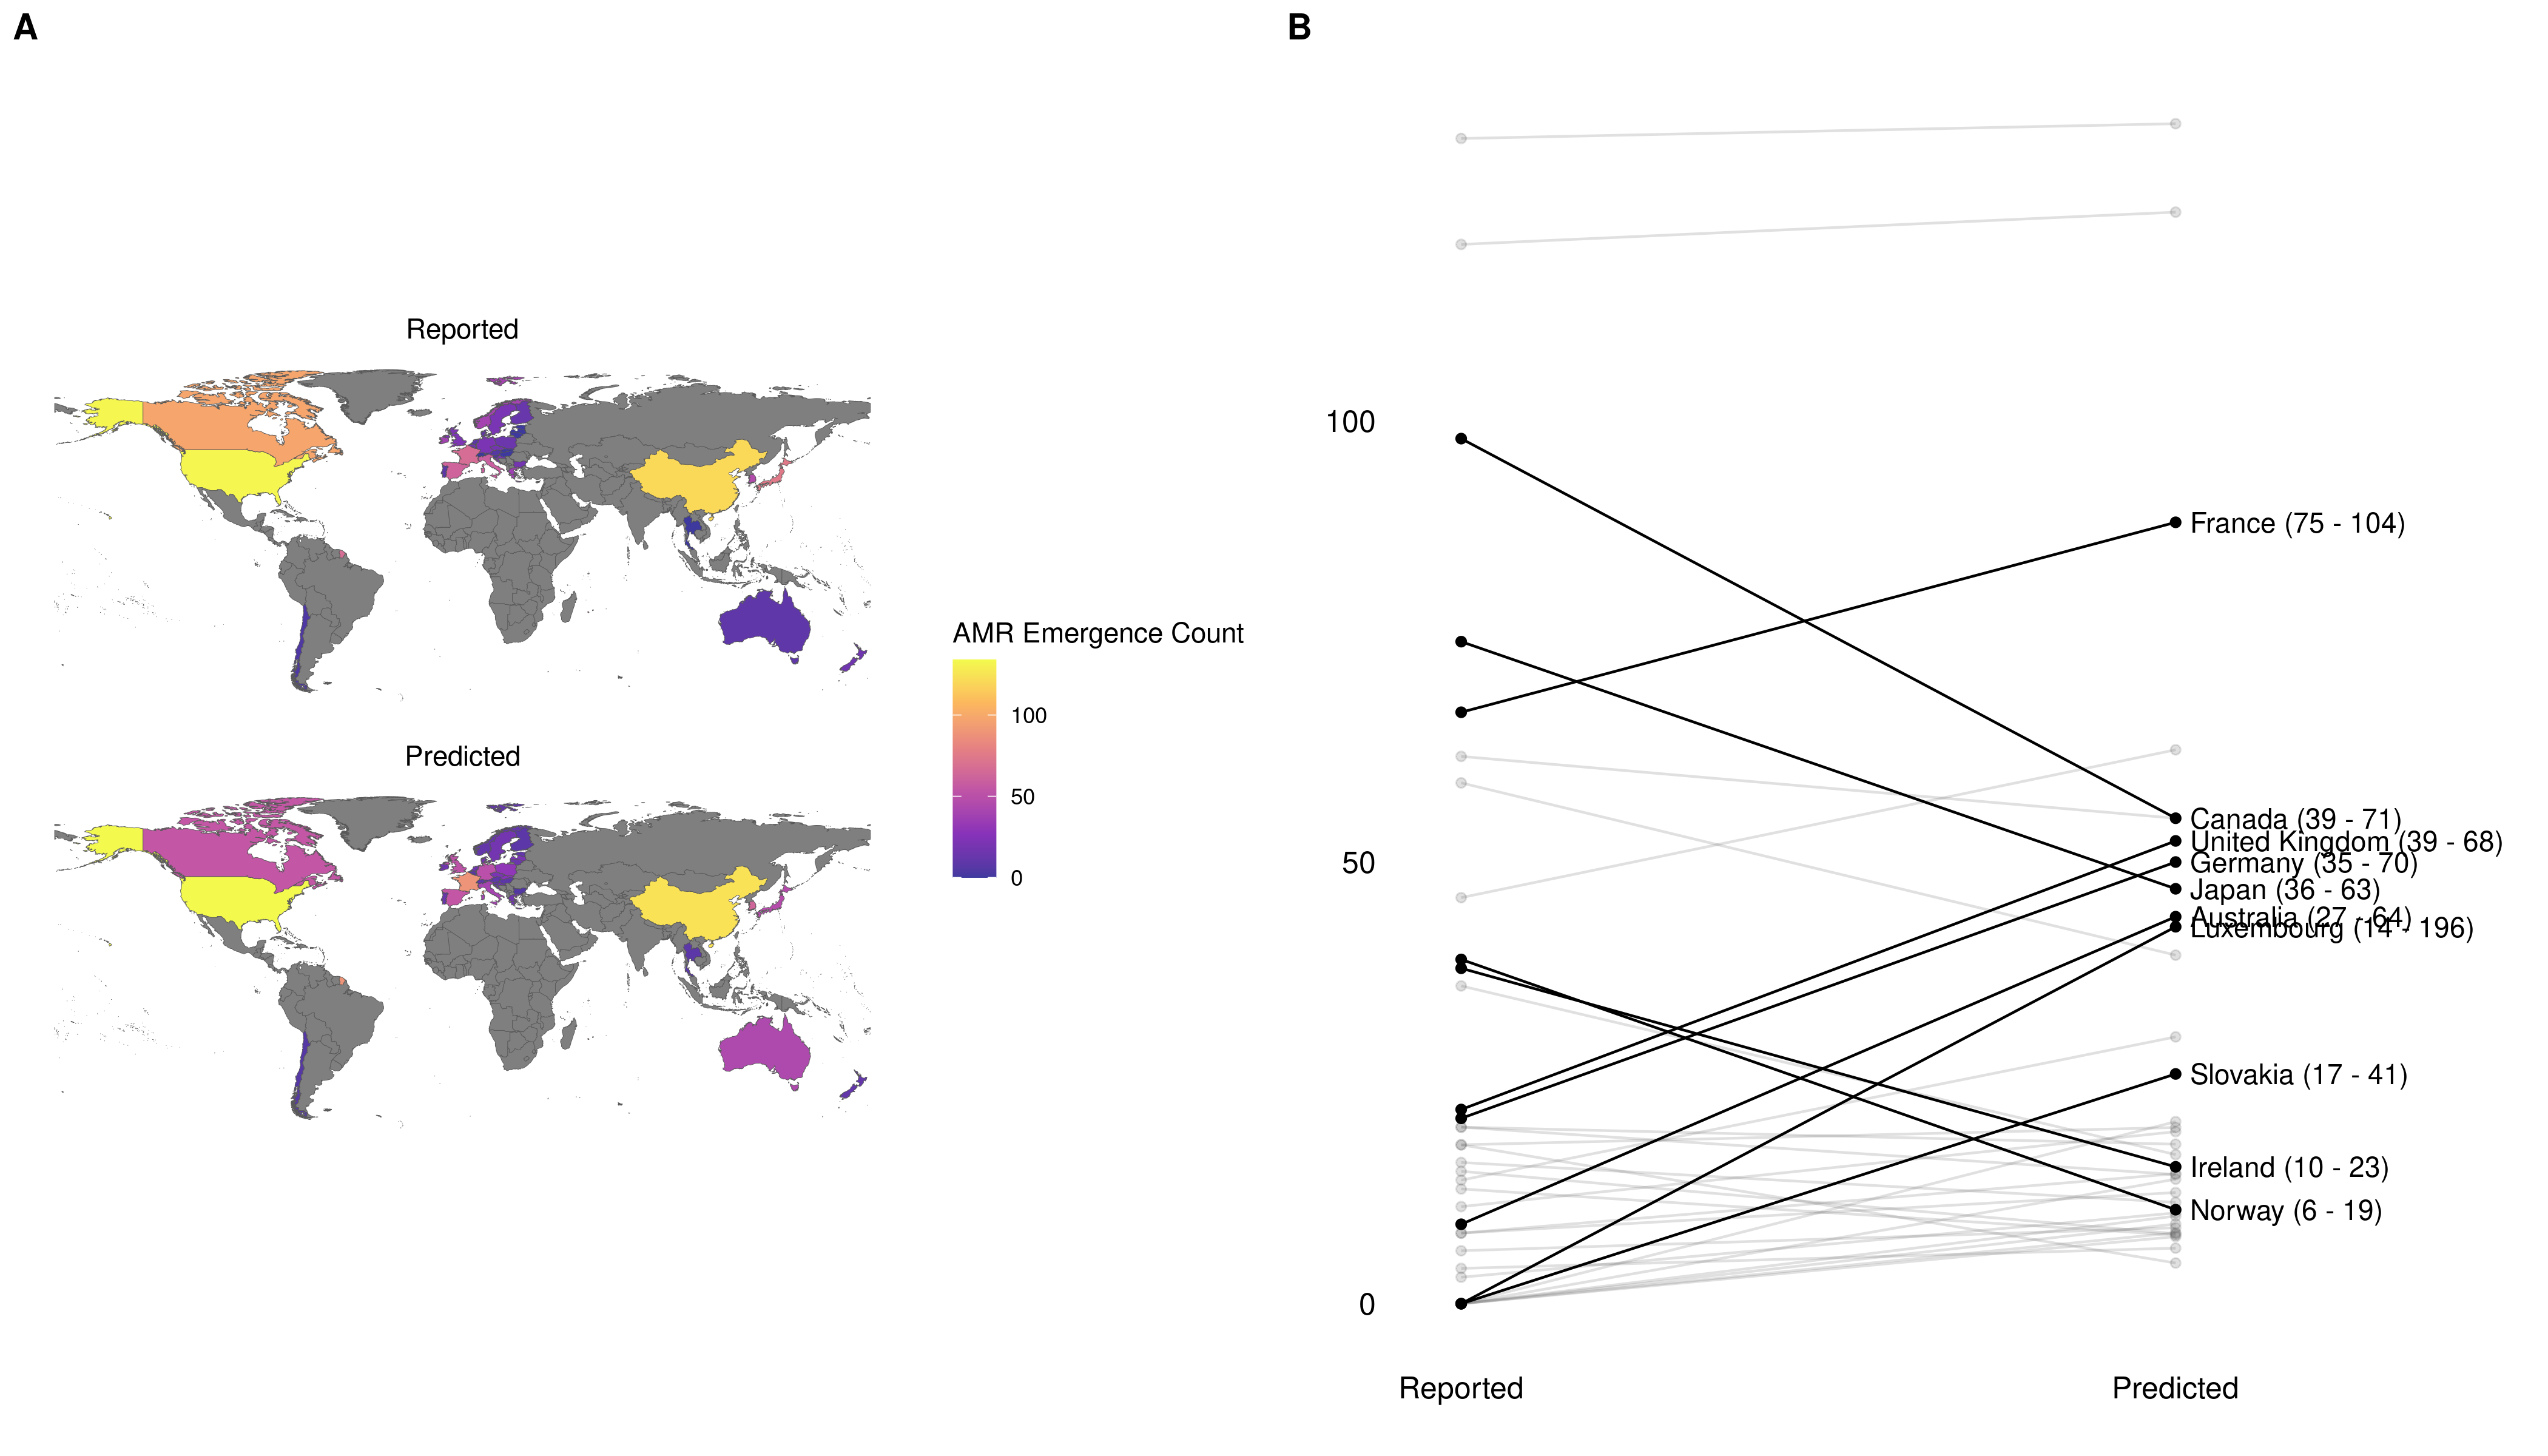 A
Reported
Predicted
AMR Emergence Count
100
50
0
B
100
50
0
France (75 - 104)
Canada (39 - 71)
United Kingdom (39 - 68)
Germany (35 - 70)
Japan (36 - 63)
Australia (27 - 64)
Luxembourg (14 - 196)
Slovakia (17 - 41)
Ireland (10 - 23)
Norway (6 - 19)
Reported
Predicted